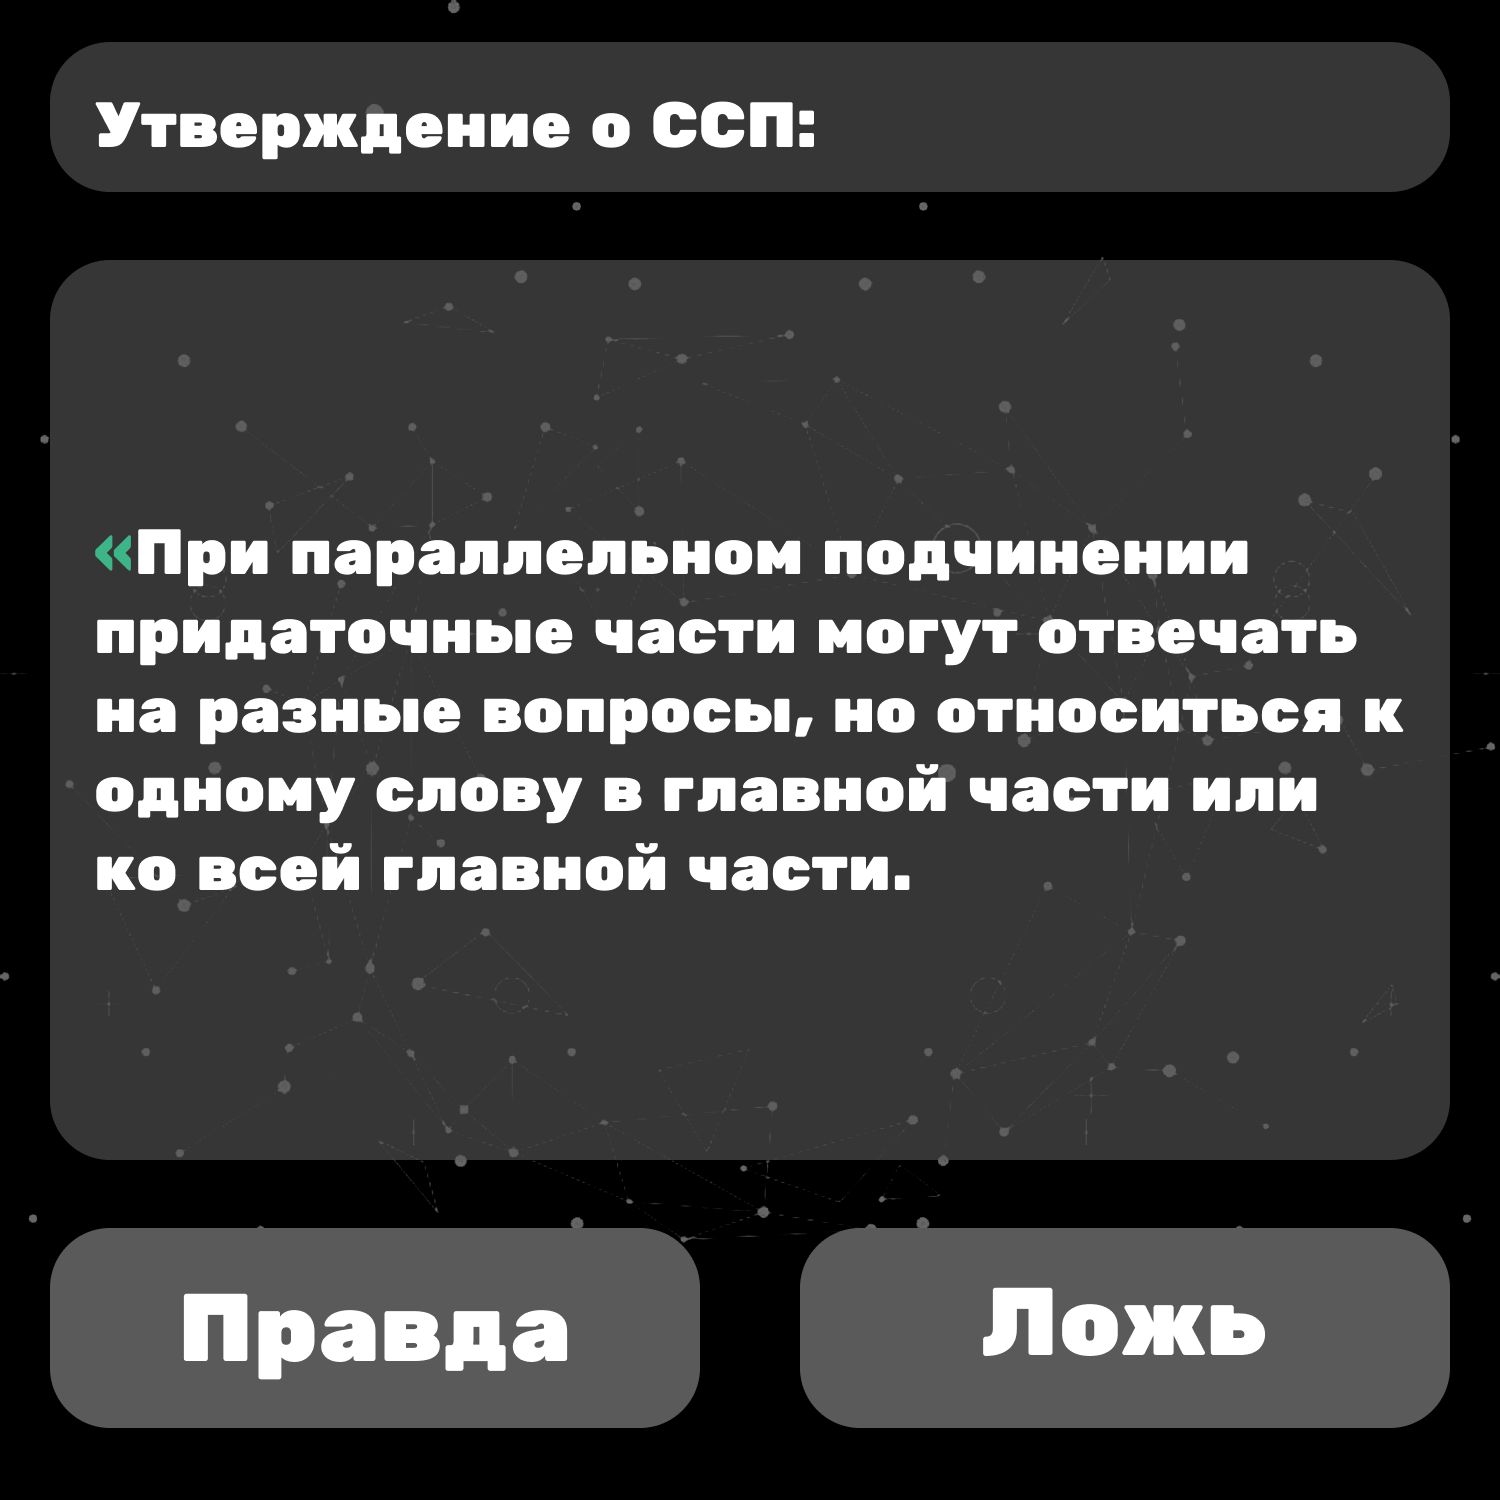 Утверждение о ССП:
«При параллельном подчинении
придаточные части могут отвечать
на разные вопросы, но относиться к
одному слову в главной части или
ко всей главной части.
Правда
Ложь